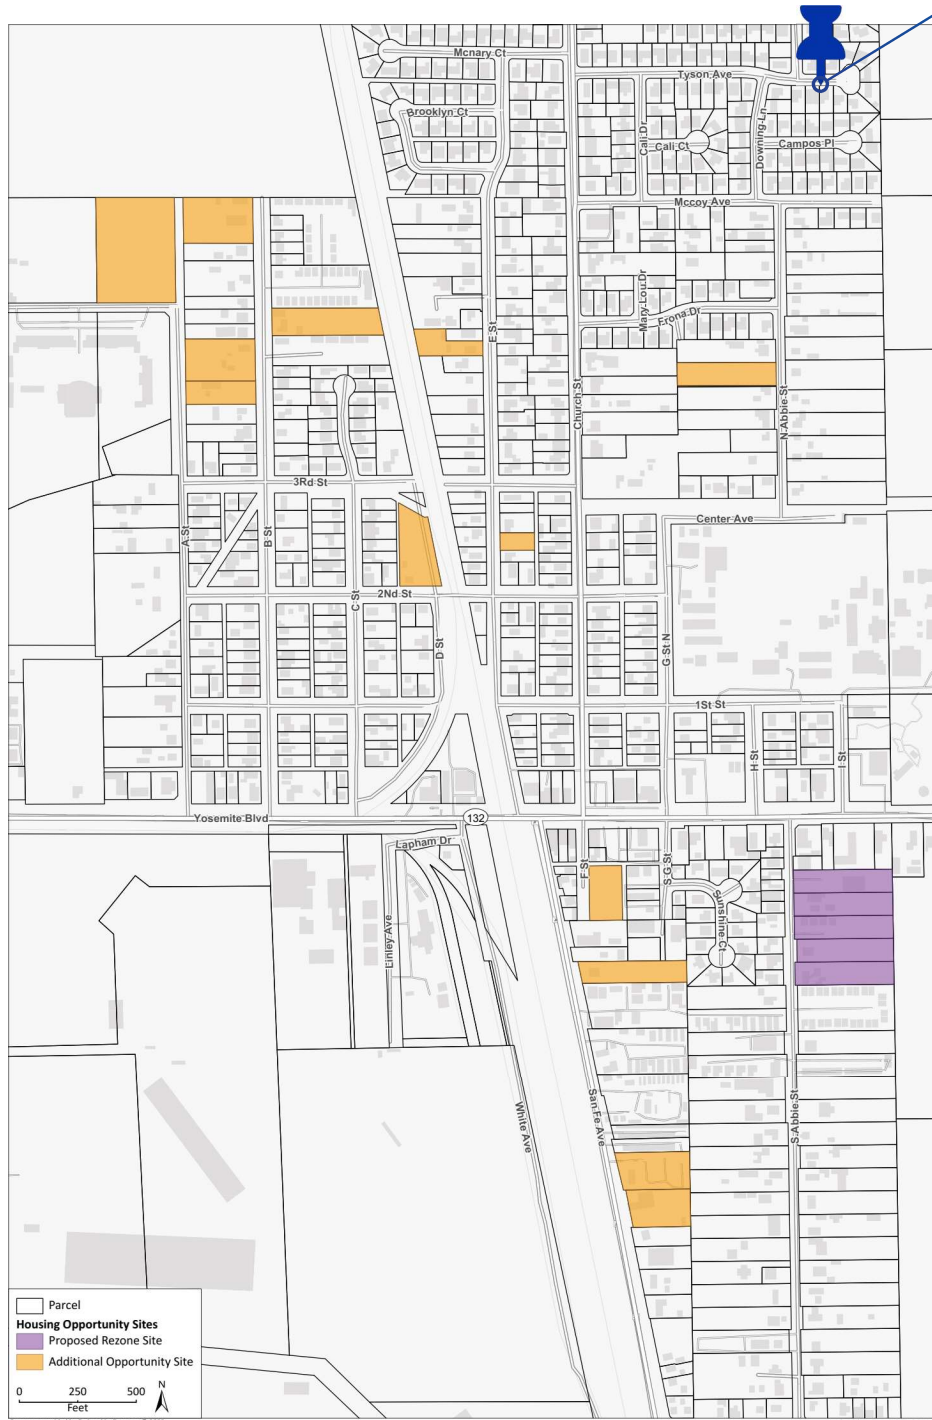 Mcnary Ct
Tyson Ave
Brooklyn Ct
Cali Dr
Cali Ct
Downing Ln
Campos Pl
Mccoy Ave
Mary Lou Dr
Frona Dr
E St
Church St
N Abbie St
3Rd St
Center Ave
A St
B St
C St
2Nd St
D St
G St N
1St St
H St
I St
Yosemite Blvd
132
Lapham Dr
F St
S G St
Sunshine Ct
Linley Ave
White Ave
San Fe Ave
S Abbie St
Parcel
Housing Opportunity Sites
Proposed Rezone Site
Additional Opportunity Site
0 250 500
Feet
N